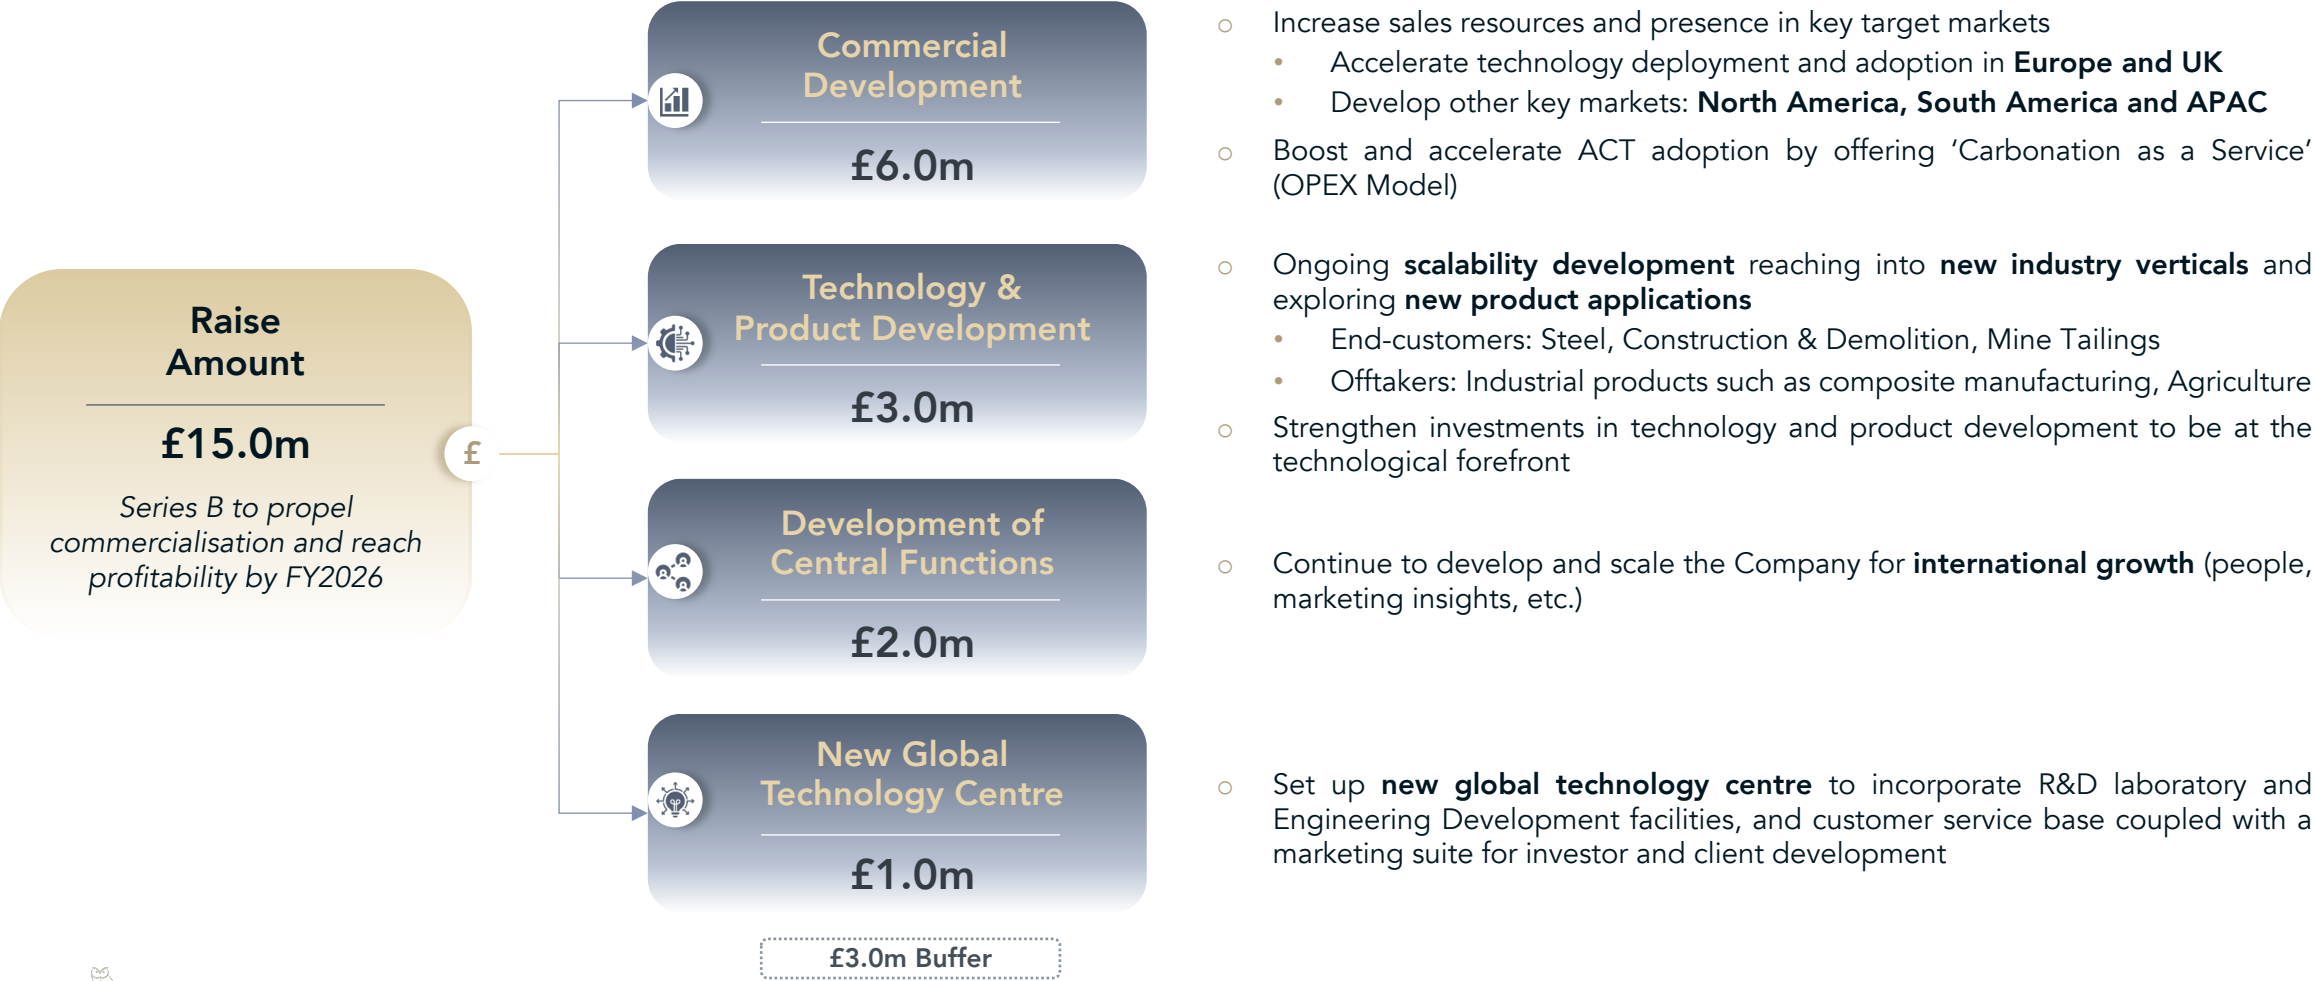 Raise
Amount
£15.0m
Series B to propel
commercialisation and reach
profitability by FY2026
£
Commercial
Development
£6.0m
○ Increase sales resources and presence in key target markets
• Accelerate technology deployment and adoption in Europe and UK
• Develop other key markets: North America, South America and APAC
○ Boost and accelerate ACT adoption by offering ‘Carbonation as a Service’
(OPEX Model)
Technology &
Product Development
£3.0m
○ Ongoing scalability development reaching into new industry verticals and
exploring new product applications
• End-customers: Steel, Construction & Demolition, Mine Tailings
• Offtakers: Industrial products such as composite manufacturing, Agriculture
○ Strengthen investments in technology and product development to be at the
technological forefront
Development of
Central Functions
£2.0m
○ Continue to develop and scale the Company for international growth (people,
marketing insights, etc.)
New Global
Technology Centre
£1.0m
○ Set up new global technology centre to incorporate R&D laboratory and
Engineering Development facilities, and customer service base coupled with a
marketing suite for investor and client development
£3.0m Buffer